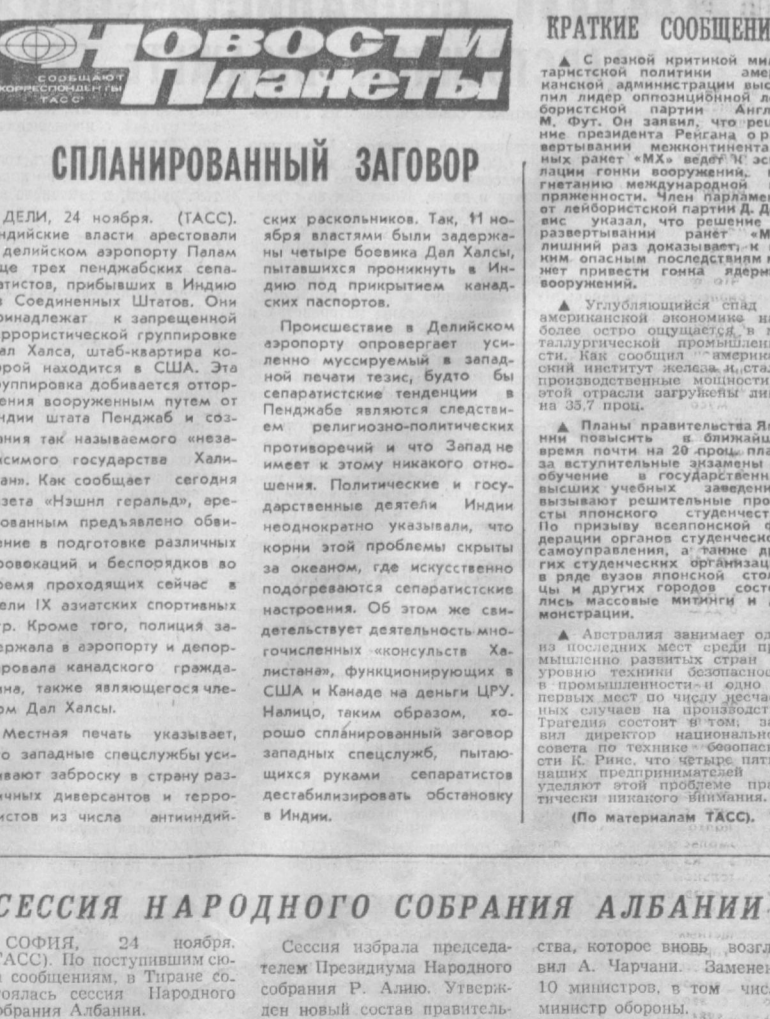 Новости
Планеты
СООБЩАЮТ
КОРРЕСПОНДЕНТЫ
ТАСС
СПЛАНИРОВАННЫЙ ЗАГОВОР
ДЕЛИ, 24 ноября. (ТАСС).
ндийские власти арестовали
делийском аэропорту Палам
ще трех пенджабских сепа-
атистов, прибывших в Индию
з Соединенных Штатов. Они
ринадлежат к запрещенной
еррористической группировке
ал Халса, штаб-квартира ко-
орой находится в США. Эта
уппировка добивается оттор-
ения вооруженным путем от
ндии штата Пенджаб и соз-
ания так называемого «неза-
исимого государства Хали-
ан». Как сообщает сегодня
зета «Нэшнл геральд», аре-
ованным предъявлено обви-
ение в подготовке различных
ровокаций и беспорядков во
ремя проходящих сейчас в
ели IX азиатских спортивных
гр. Кроме того, полиция за-
ержала в аэропорту и депор-
ировала канадского гражда-
ина, также являющегося чле-
ом Дал Халсы.
Местная печать указывает,
о западные спецслужбы уси-
ивают заброску в страну раз-
ичных диверсантов и терро-
истов из числа антииндий-
ских раскольников. Так, 11 но-
ября властями были задержа-
ны четыре боевика Дал Халсы,
пытавшихся проникнуть в Ин-
дию под прикрытием канад-
ских паспортов.
Происшествие в Делийском
аэропорту опровергает уси-
ленно муссируемый в запад-
ной печати тезис, будто бы
сепаратистские тенденции в
Пенджабе являются следстви-
ем религиозно-политических
противоречий и что Запад не
имеет к этому никакого отно-
шения. Политические и госу-
дарственные деятели Индии
неоднократно указывали, что
корни этой проблемы скрыты
за океаном, где искусственно
подогреваются сепаратистские
настроения. Об этом же сви-
детельствует деятельность мно-
гочисленных «консульств Ха-
листана», функционирующих в
США и Канаде на деньги ЦРУ.
Налицо, таким образом, хо-
рошо спланированный заговор
западных спецслужб, пытаю-
щихся руками сепаратистов
дестабилизировать обстановку
в Индии.
КРАТКИЕ СООБЩЕНИ
▲ С резкой критикой мил
таристской политики аме
иканской администрации выс
пил лидер оппозиционной л
бористской партии Англ
М. Фут. Он заявил, что реш
ние президента Рейгана о р
вертывании межконтинента
ных ракет «МХ» ведет к эс
лации гонки вооружений,
гнетанию международной
пряженности. Член парламе
от лейбористской партии Д. Д
вис указал, что решение
развертывании ракет «М
лишний раз доказывает, к
ким опасным последствиям м
жет привести гонка ядерн
вооружений.
▲ Углубляющийся спад
американской экономике на
более остро ощущается в м
таллургической промышлен
сти. Как сообщил америк
ский институт железа и ста
производственные мощности
этой отрасли загружены ли
на 35,7 проц.
▲ Планы правительства Яп
нии повысить в ближайш
время почти на 20 проц. пла
за вступительные экзамены
обучение в государственн
высших учебных заведени
вызывают решительные про
сты японского студенчест
По призыву всеяпонской ф
дерации органов студенческо
самоуправления, а также др
гих студенческих организац
в ряде вузов японской стол
цы и других городов состо
лись массовые митинги и д
монстрации.
▲ Австралия занимает од
из последних мест среди пр
мышленно развитых стран
уровню техники безопаснос
в промышленности и одно
первых мест по числу несча
ных случаев на производст
Трагедия состоит в том, за
вил директор национально
совета по технике безопас
сти К. Рикс, что четыре пят
наших предпринимателей
уделяют этой проблеме пра
тически никакого внимания.
(По материалам ТАСС).
СЕССИЯ НАРОДНОГО СОБРАНИЯ АЛБАНИИ
СОФИЯ, 24 ноября.
ТАСС). По поступившим сю-
сообщениям, в Тиране со-
тоялась сессия Народного
обрания Албании.
Сессия избрала председа-
телем Президиума Народного
собрания Р. Алию. Утверж-
ден новый состав правитель-
ства, которое вновь возгл
вил А. Чарчани. Заменен
10 министров, в том чис
министр обороны.